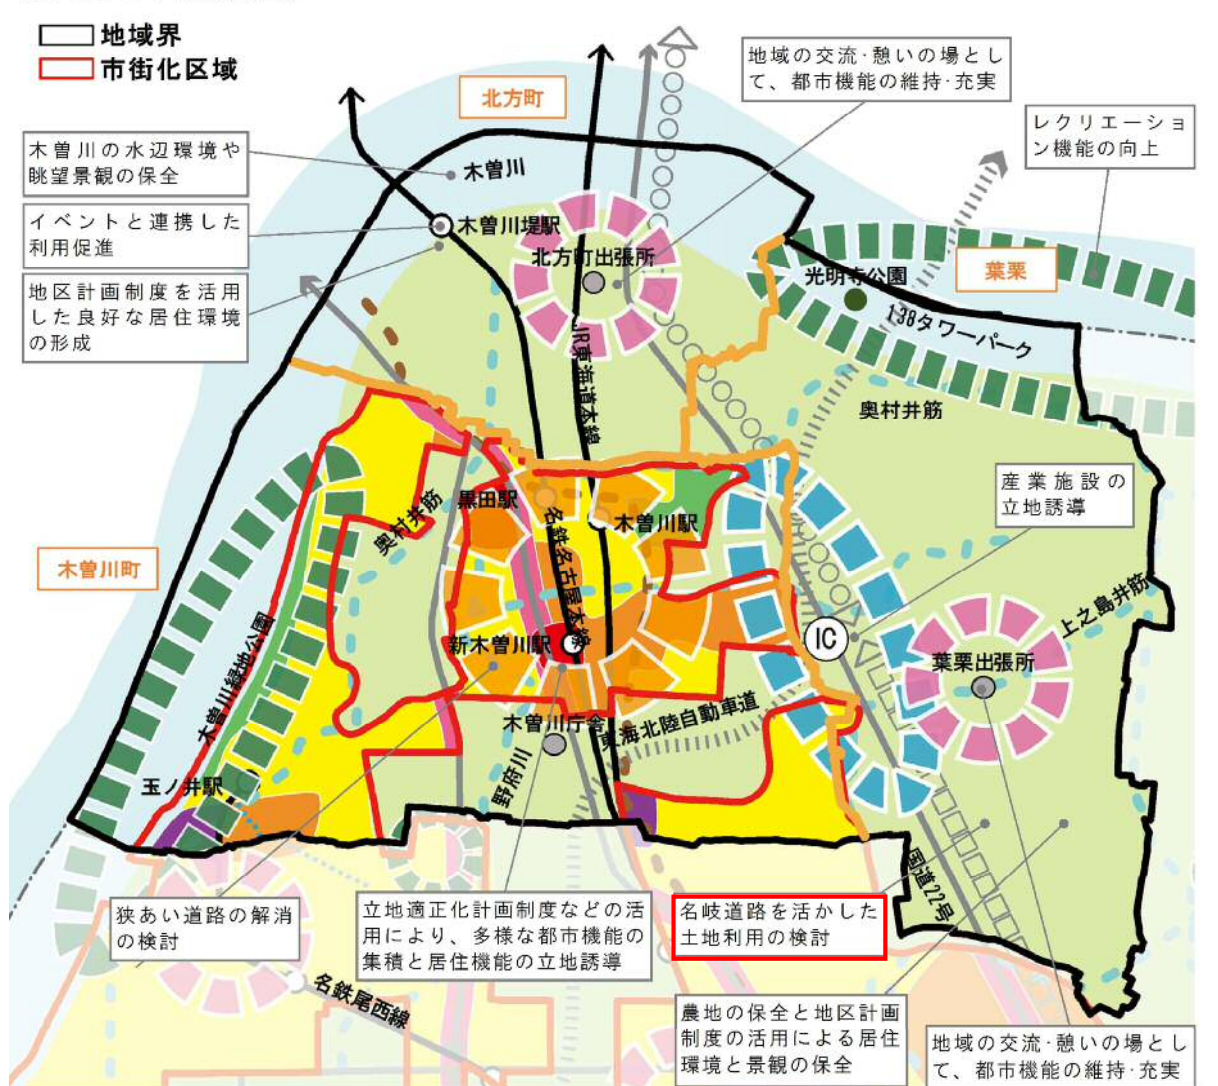 地域界
市街化区域
北方町
地域の交流･憩いの場とし
て、都市機能の維持･充実
レクリエーショ
ン機能の向上
木曽川の水辺環境や
眺望景観の保全
木曽川
イベントと連携した
利用促進
木曽川堤駅
北方町出張所
葉栗
光明寺公園
138タワーパーク
地区計画制度を活用
した良好な居住環境
の形成
JR東海道本線
奥村井筋
産業施設の
立地誘導
黒田駅
奥村井筋
名鉄名古屋本線
木曽川駅
木曽川町
上之島井筋
IC
新木曽川駅
葉栗出張所
木曽川緑地公園
木曽川庁舎
東海北陸自動車道
玉ノ井駅
野府川
国道22号
狭あい道路の解消
の検討
立地適正化計画制度などの活
用により、多様な都市機能の
集積と居住機能の立地誘導
名岐道路を活かした
土地利用の検討
名鉄尾西線
農地の保全と地区計画
制度の活用による居住
環境と景観の保全
地域の交流･憩いの場とし
て、都市機能の維持･充実